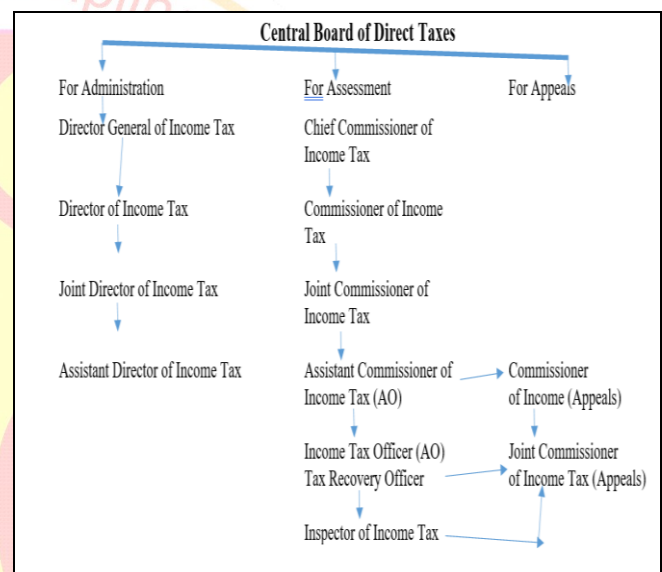 Central Board of Direct Taxes
For Administration
For Assessment
For Appeals
Director General of Income Tax
Chief Commissioner of
Income Tax
Director of Income Tax
Commissioner of Income
Tax
Joint Director of Income Tax
Joint Commissioner of
Income Tax
Assistant Director of Income Tax
Assistant Commissioner of
Income Tax (AO)
Commissioner
of Income (Appeals)
Income Tax Officer (AO)
Tax Recovery Officer
Joint Commissioner
of Income Tax (Appeals)
Inspector of Income Tax